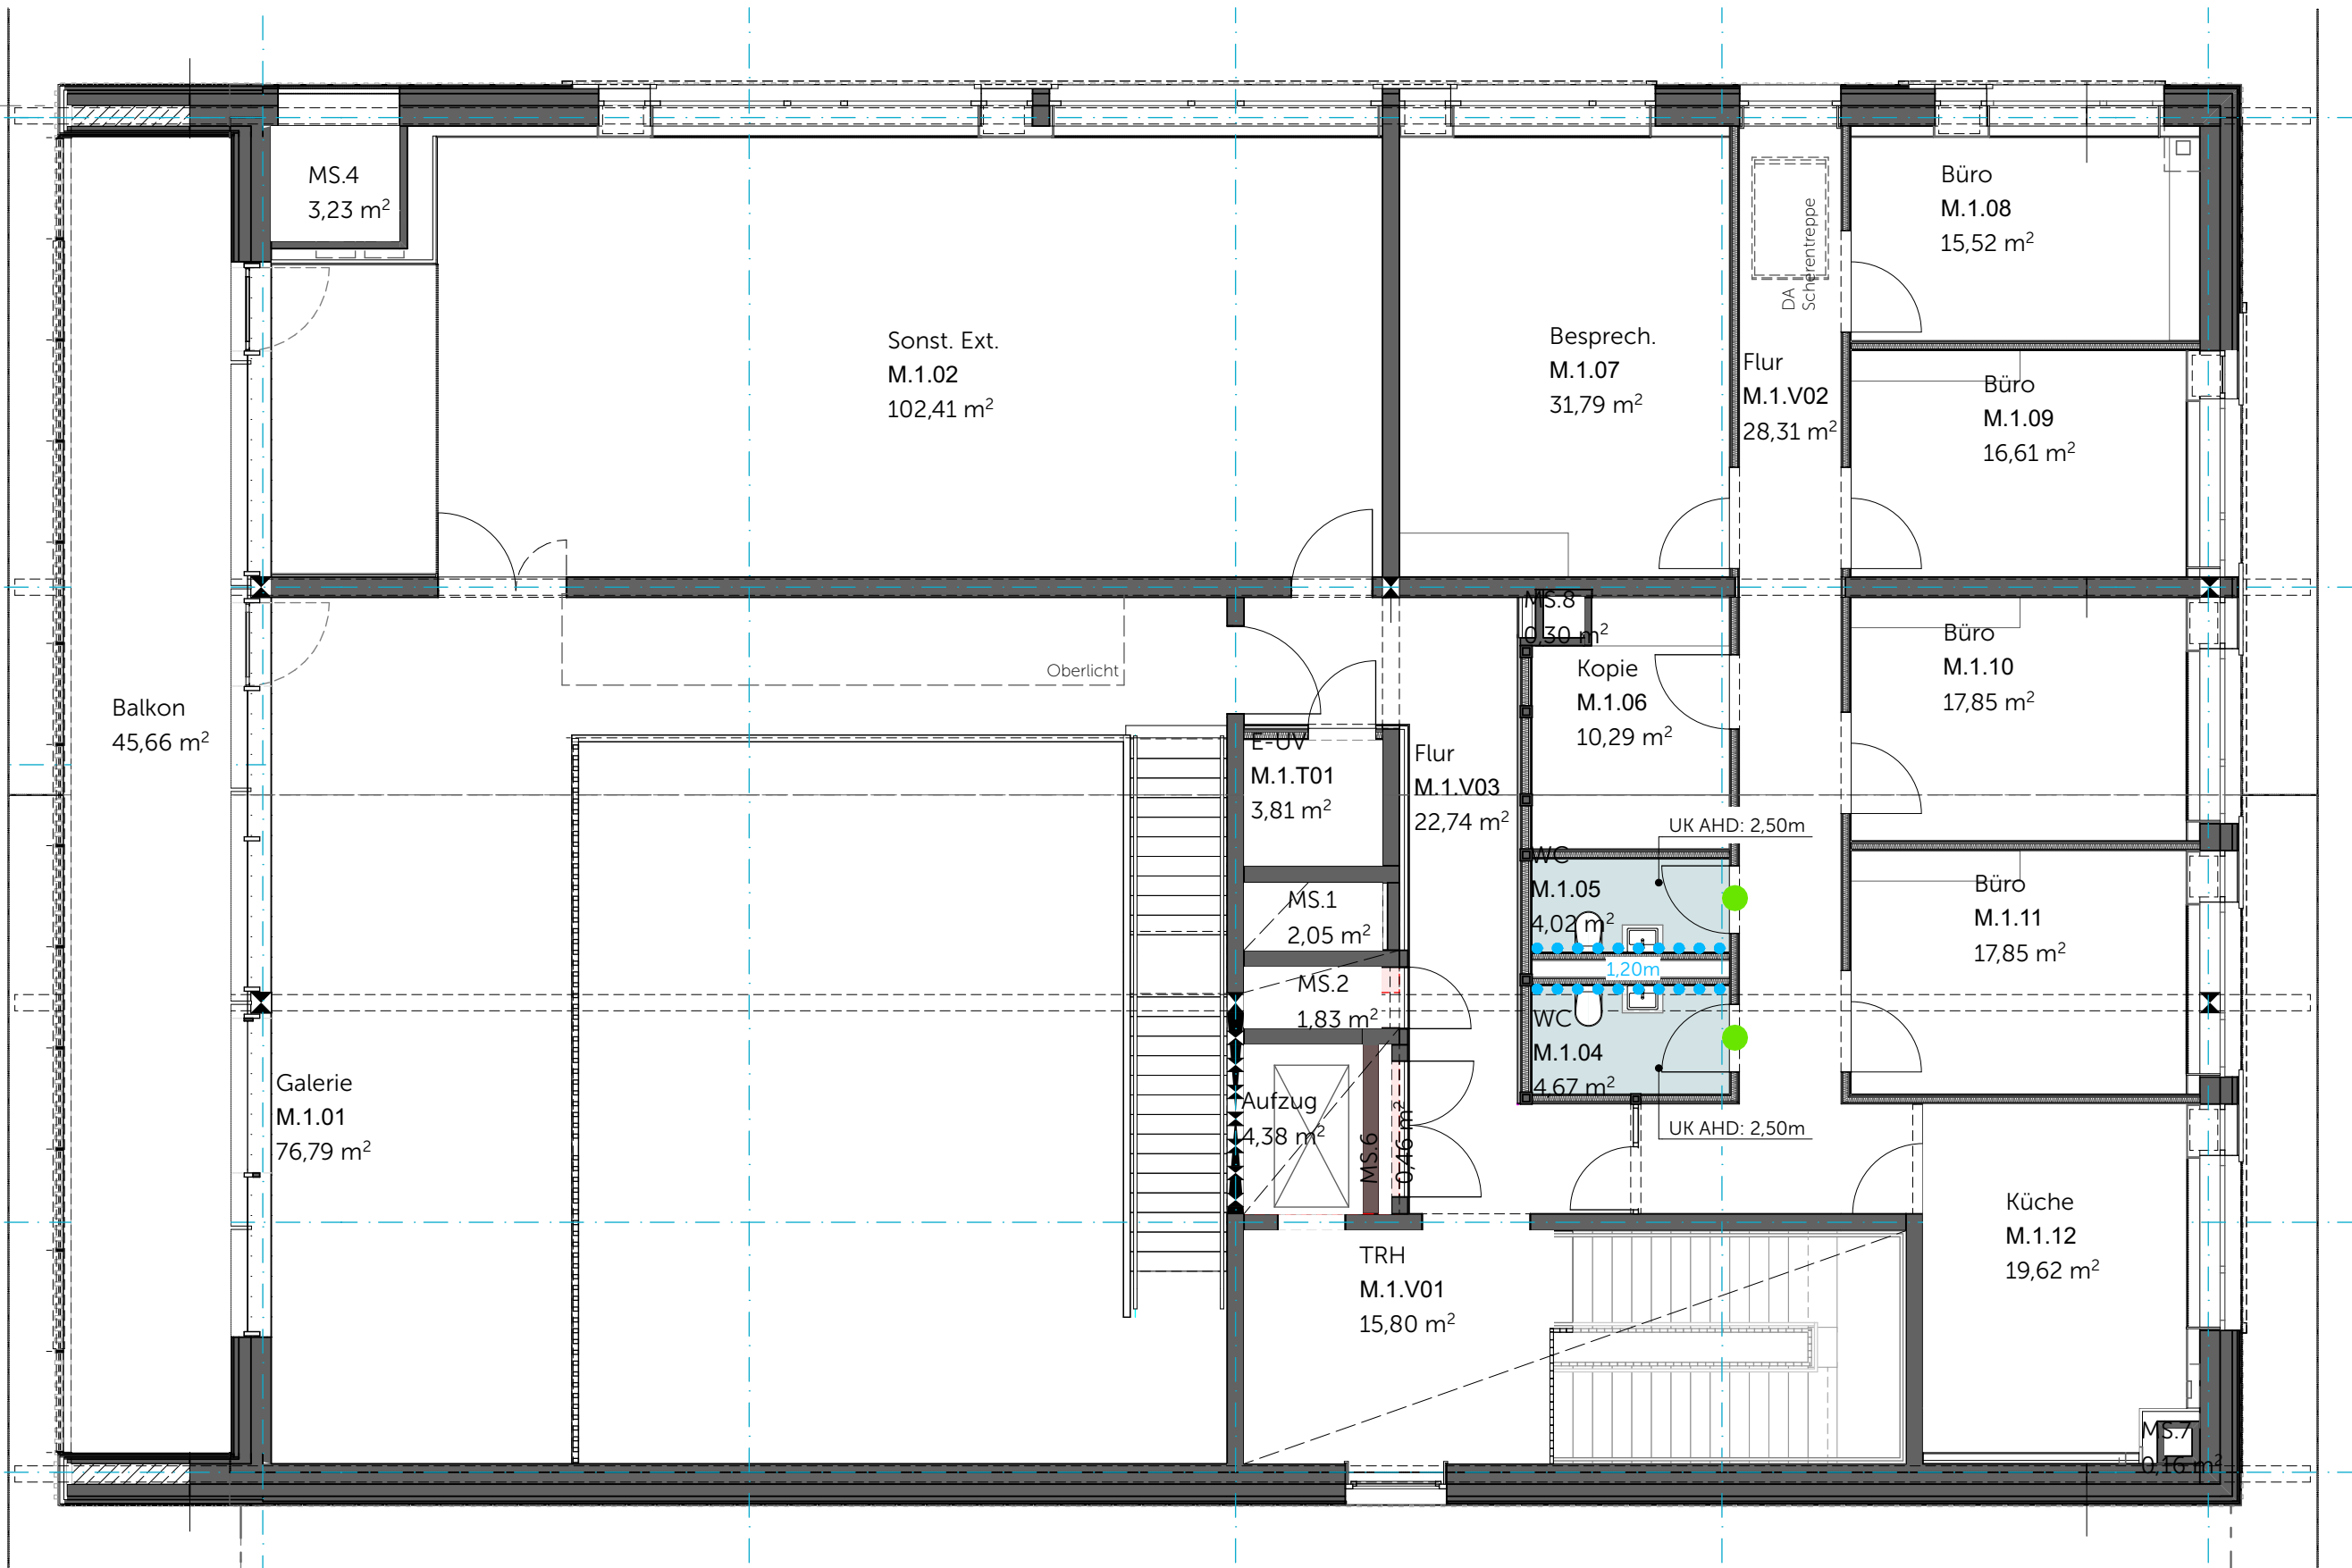 MS.4
3,23 m²
Sonst. Ext.
M.1.02
102,41 m²
Besprech.
M.1.07
31,79 m²
DA
Scherentreppe
Flur
M.1.V02
28,31 m²
Büro
M.1.08
15,52 m²
Büro
M.1.09
16,61 m²
Balkon
45,66 m²
Oberlicht
E-UV
M.1.T01
3,81 m²
Flur
M.1.V03
22,74 m²
MS.8
0,30 m²
Kopie
M.1.06
10,29 m²
Büro
M.1.10
17,85 m²
UK AHD: 2,50m
WC
M.1.05
4,02 m²
1,20m
WC
M.1.04
4,67 m²
UK AHD: 2,50m
Büro
M.1.11
17,85 m²
MS.1
2,05 m²
MS.2
1,83 m²
Aufzug
4,38 m²
MS.6
0,46 m²
Galerie
M.1.01
76,79 m²
TRH
M.1.V01
15,80 m²
Küche
M.1.12
19,62 m²
MS.7
0,16 m²